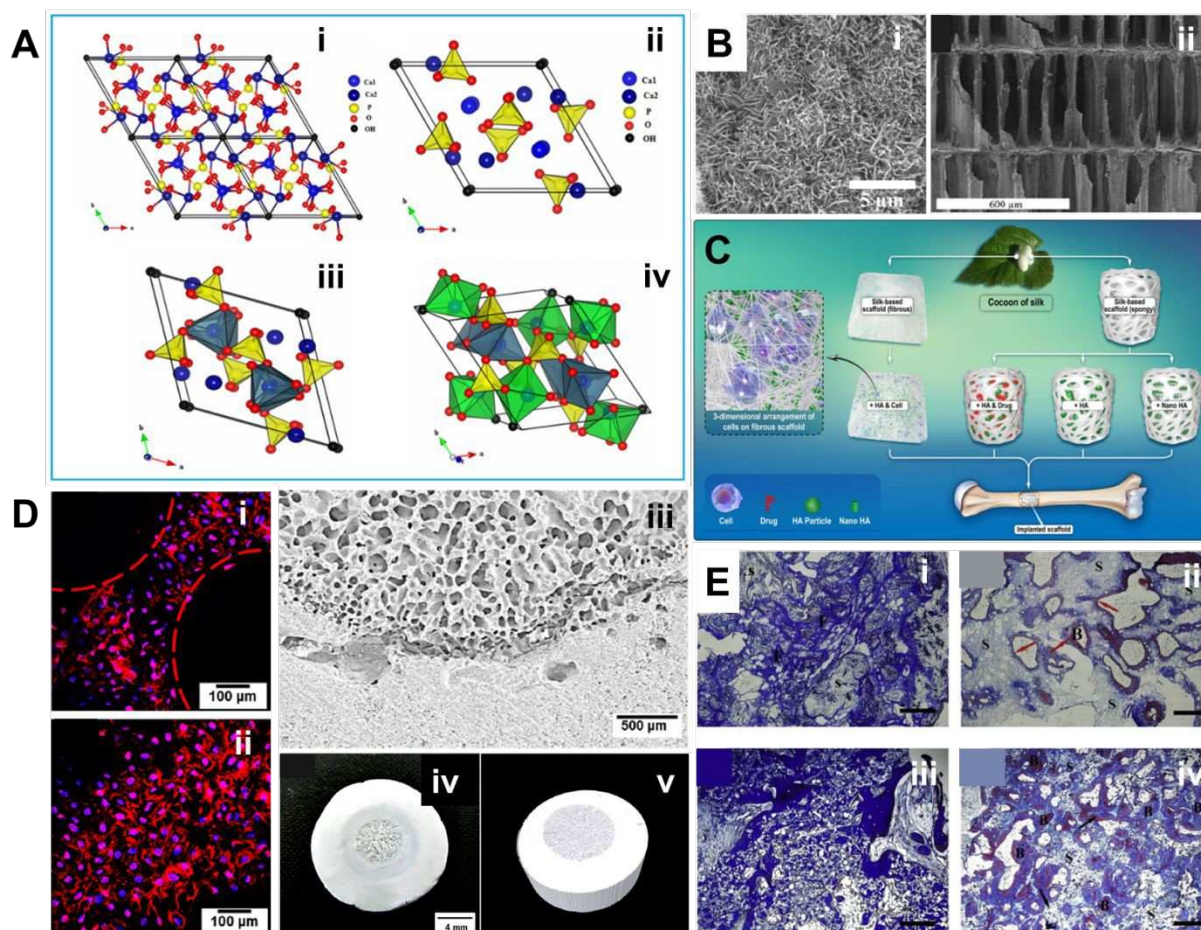 A
i
Ca1
Ca2
P
O
OH
b
a
ii
Ca1
Ca2
P
O
OH
b
a
iii
b
a
iv
b
a
B
i
5 µm
ii
600 µm
C
Silk-based
scaffold (fibrous)
Cocoon of silk
Silk-based
scaffold (spongy)
3-dimensional arrangement of
cells on fibrous scaffold
+ HA & Cell
+ HA & Drug
+ HA
+ Nano HA
Cell
Drug
HA Particle
Nano HA
Implanted scaffold
D
i
100 µm
ii
100 µm
iii
500 µm
iv
4 mm
v
E
i
S
F
S
ii
S
S
B
S
S
iii
iv
B
S
B
B
B
S
S
B